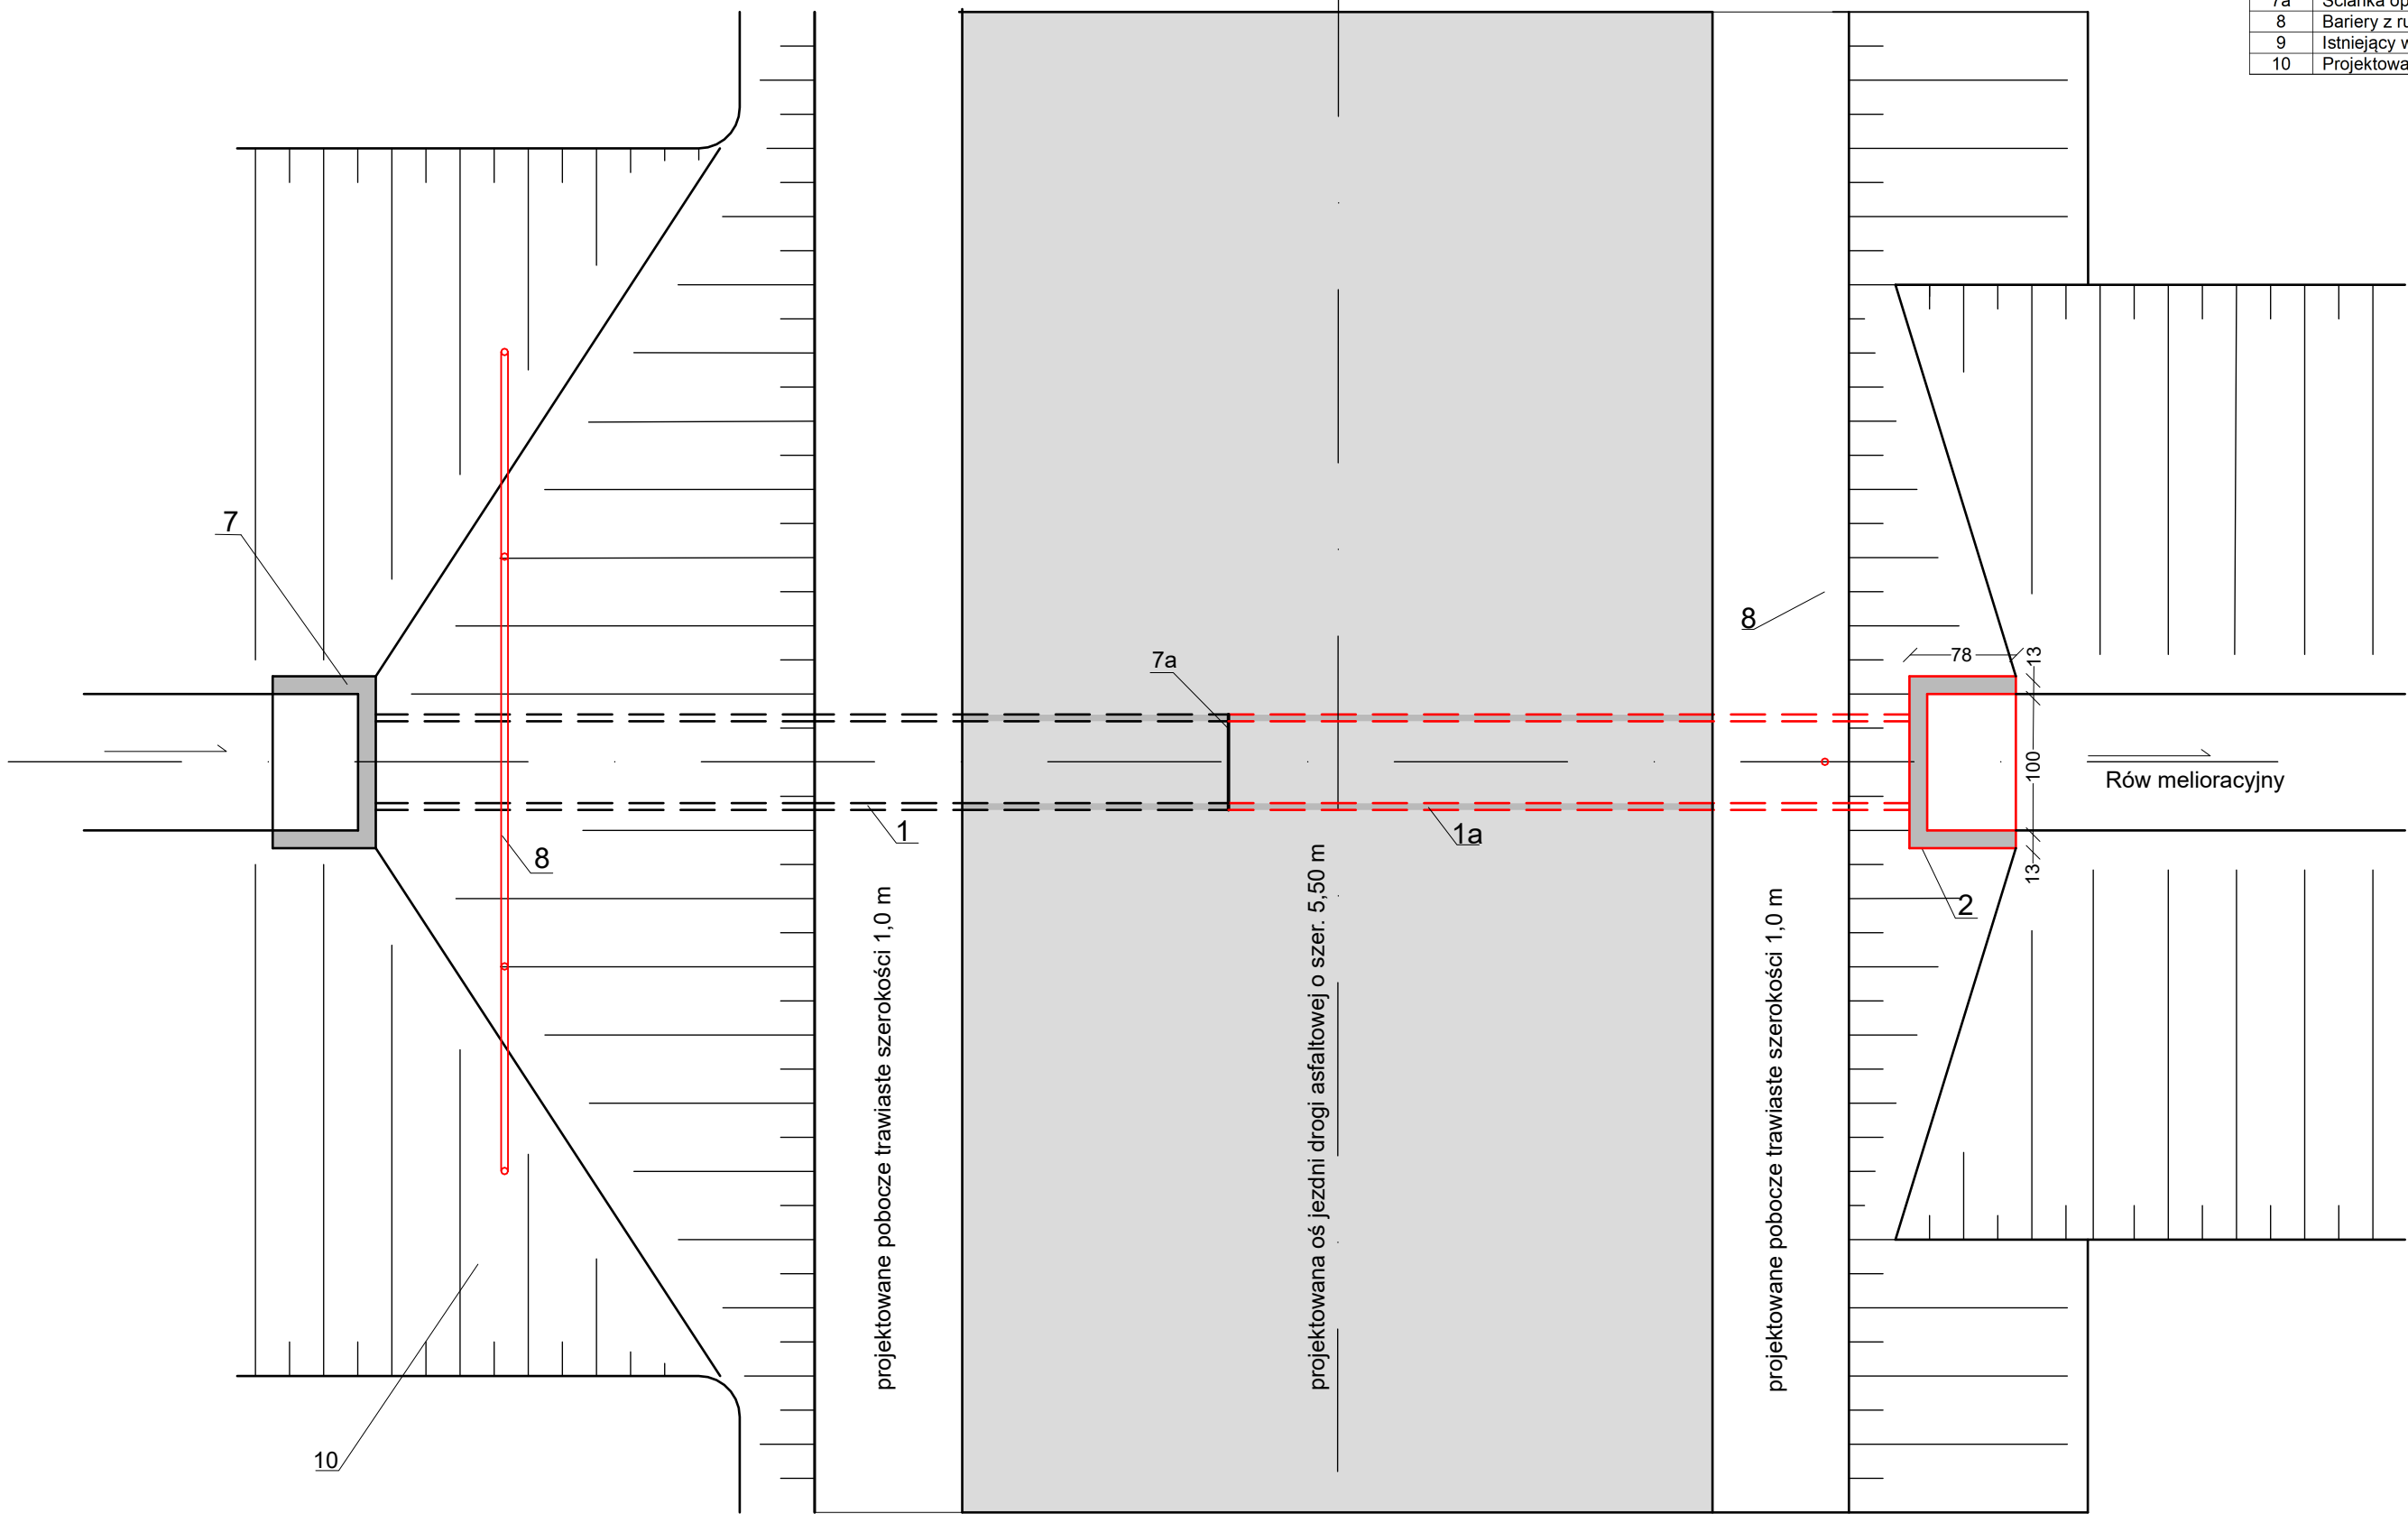 7a
8 Bariery z
9 Istniejący
10
7
8
7a
78
13
100
Rów melioracyjny
1
1a
8
13
2
projektowane pobocze trawiaste szerokości 1,0 m
projektowana oś jezdni drogi asfaltowej o szer. 5,50 m
projektowane pobocze trawiaste szerokości 1,0 m
10